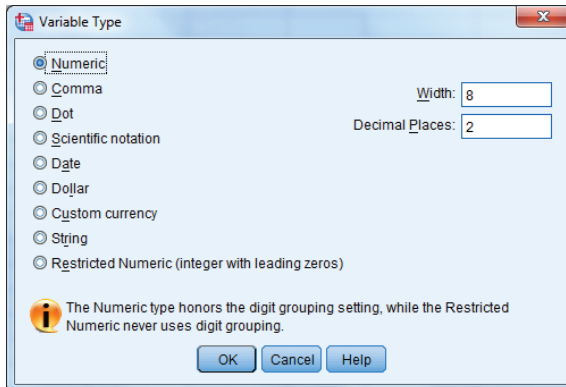 Variable Type
Numeric
Comma
Width: 8
Dot
Decimal Places: 2
Scientific notation
Date
Dollar
Custom currency
String
Restricted Numeric (integer with leading zeros)
The Numeric type honors the digit grouping setting, while the Restricted
Numeric never uses digit grouping.
OK Cancel Help